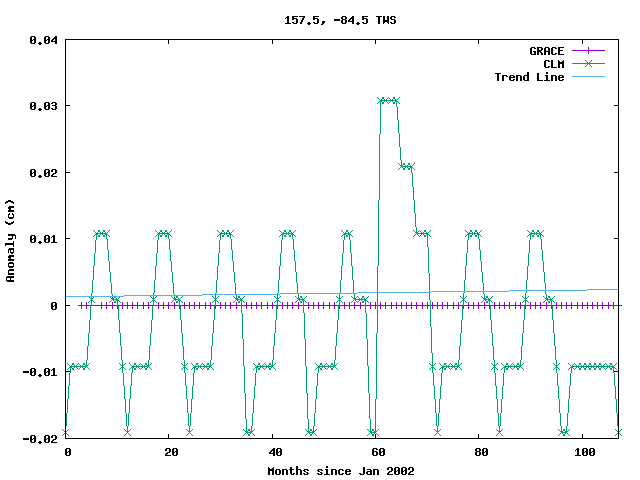 157.5, -84.5 TWS
GRACE
CLM
Trend Line
Anomaly (cm)
0.04
0.03
0.02
0.01
0
-0.01
-0.02
0 20 40 60 80 100
Months since Jan 2002